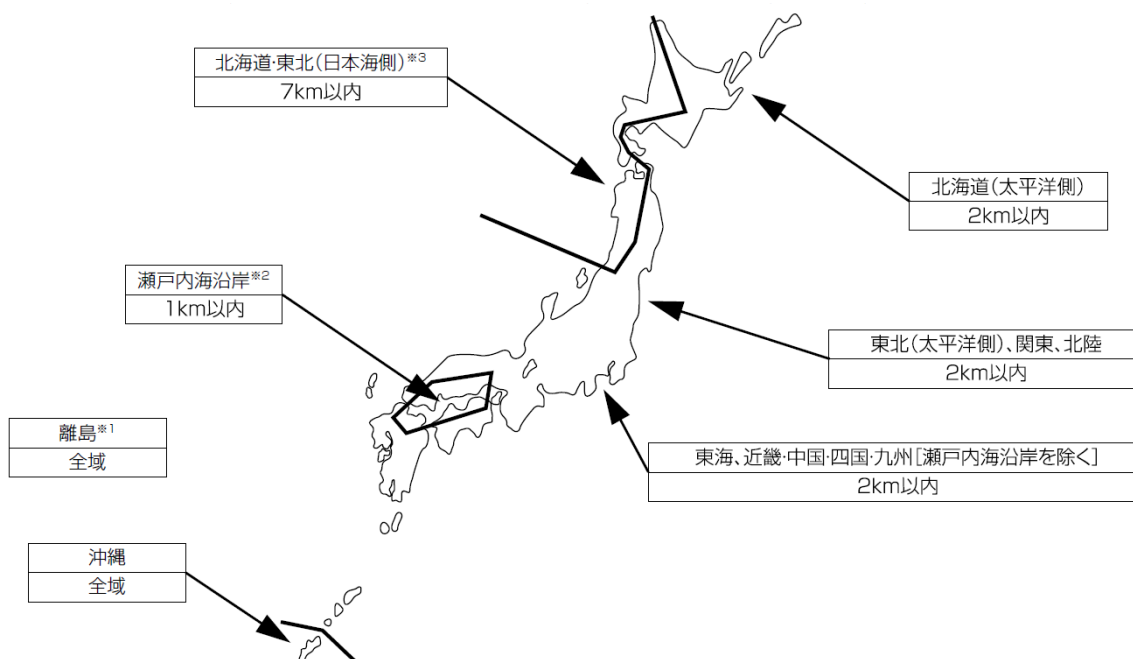 北海道・東北(日本海側)※3
7km以内
北海道(太平洋側)
2km以内
瀬戸内海沿岸※2
1km以内
東北(太平洋側)、関東、北陸
2km以内
離島※1
全域
東海、近畿・中国・四国・九州[瀬戸内海沿岸を除く]
2km以内
沖縄
全域